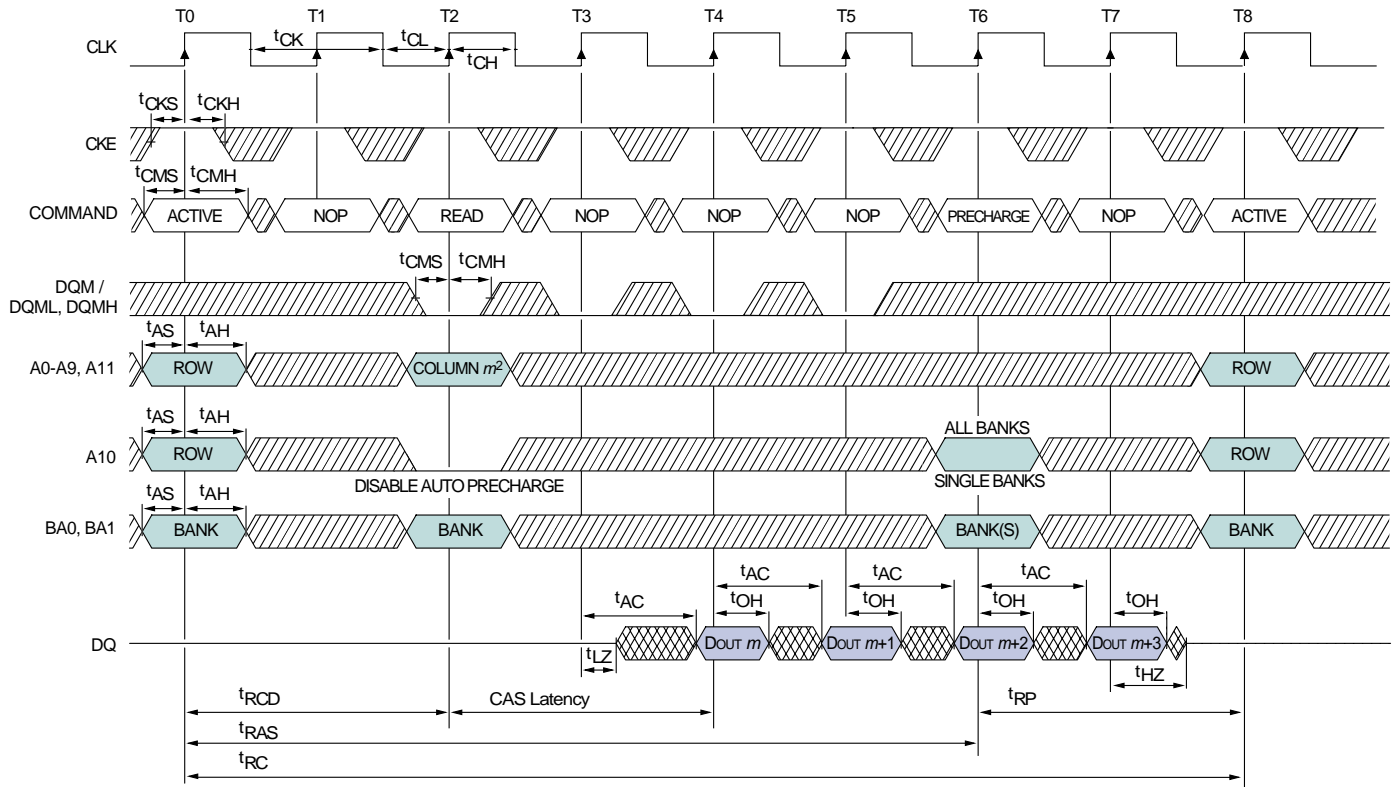 T0 T1 T2 T3 T4 T5 T6 T7 T8
CLK
tCK tCL
tCH
tCKS tCKH
CKE
tCMS tCMH
COMMAND ACTIVE NOP READ NOP NOP NOP PRECHARGE NOP ACTIVE
tCMS tCMH
DQM /
DQML, DQMH
tAS tAH
A0-A9, A11 ROW COLUMN m2 ROW
tAS tAH ALL BANKS
A10 ROW ROW
DISABLE AUTO PRECHARGE SINGLE BANKS
tAS tAH
BA0, BA1 BANK BANK BANK(S) BANK
tAC tAC tAC
tAC tOH tOH tOH tOH
DQ DOUT m DOUT m+1 DOUT m+2 DOUT m+3
tLZ tHZ
tRCD CAS Latency tRP
tRAS
tRC